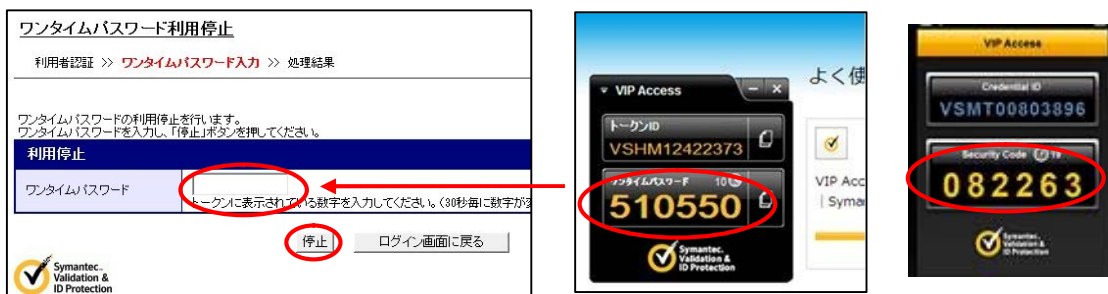 ワンタイムパスワード利用停止
利用者認証 >> ワンタイムパスワード入力 >> 処理結果
ワンタイムパスワードの利用停止を行います。
ワンタイムパスワードを入力し、「停止」ボタンを押してください。
利用停止
ワンタイムパスワード
トークンに表示されている数字を入力してください。(30秒毎に数字が
停止
ログイン画面に戻る
Symantec.
Validation &
ID Protection
よく使
VIP Access
トークンID
VSHM12422373
ワンタイムパスワード 10
510550
Symantec.
Validation &
ID Protection
VIP Acc
| Syma
VIP Access
Credential ID
VSMT00803896
Security Code 19
082263
Symantec.
Validation &
ID Protection